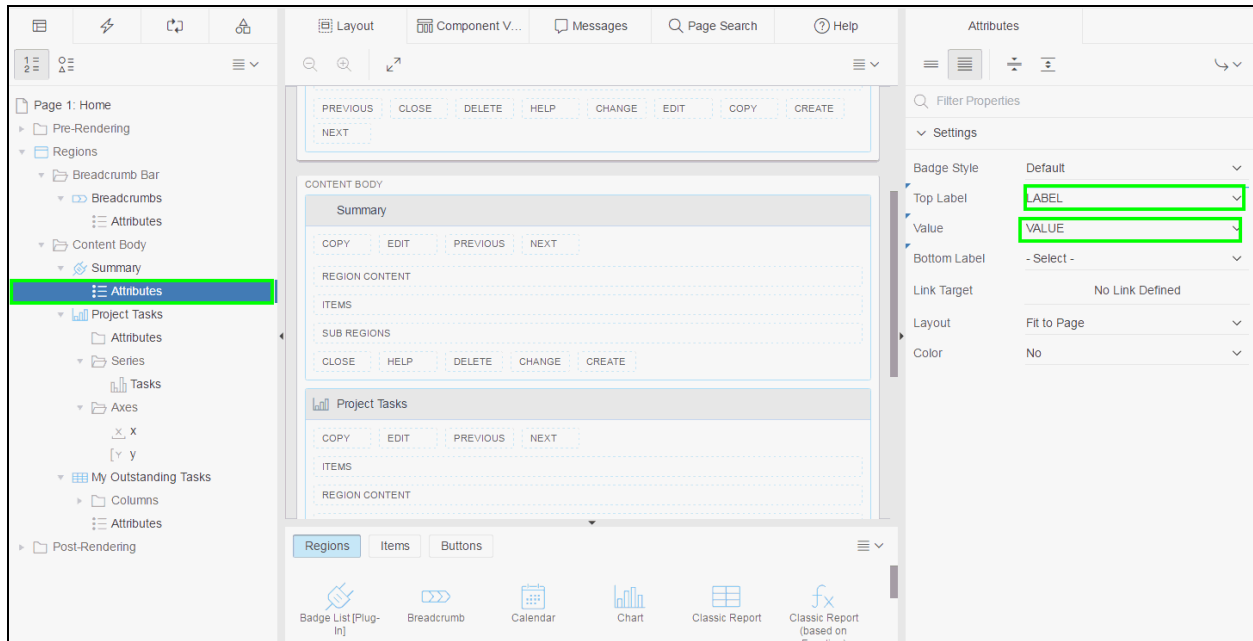 Layout
Component V...
Messages
Page Search
Help
Attributes
Page 1: Home
Pre-Rendering
Regions
Breadcrumb Bar
Breadcrumbs
Attributes
Content Body
Summary
Attributes
Project Tasks
Attributes
Series
Tasks
Axes
x
y
My Outstanding Tasks
Columns
Attributes
Post-Rendering
PREVIOUS CLOSE DELETE HELP CHANGE EDIT COPY CREATE
NEXT
CONTENT BODY
Summary
COPY EDIT PREVIOUS NEXT
REGION CONTENT
ITEMS
SUB REGIONS
CLOSE HELP DELETE CHANGE CREATE
Project Tasks
COPY EDIT PREVIOUS NEXT
ITEMS
REGION CONTENT
Regions Items Buttons
Badge List [Plug-
In]
Breadcrumb
Calendar
Chart
Classic Report
Classic Report
(based on
Filter Properties
Settings
Badge Style Default
Top Label LABEL
Value VALUE
Bottom Label - Select -
Link Target No Link Defined
Layout Fit to Page
Color No